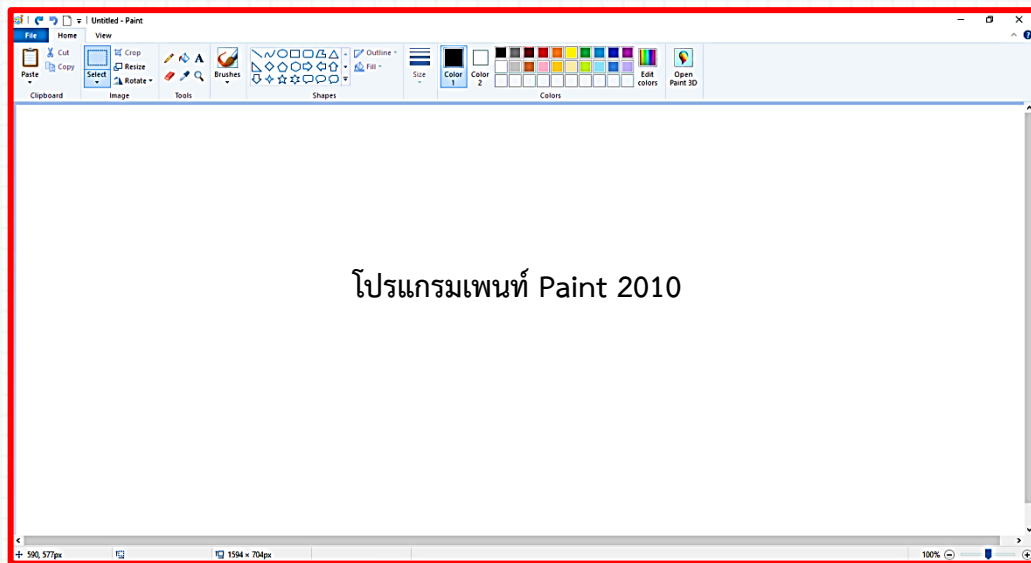 Untitled - Paint
File Home View
Cut
Copy
Paste
Clipboard
Select
Crop
Resize
Rotate
Image
A
Tools
Brushes
Outline
Fill
Shapes
Size
Color 1
Color 2
Edit colors
Colors
Open Paint 3D
โปรแกรมเพนท์ Paint 2010
590, 577px
1594 × 704px
100%